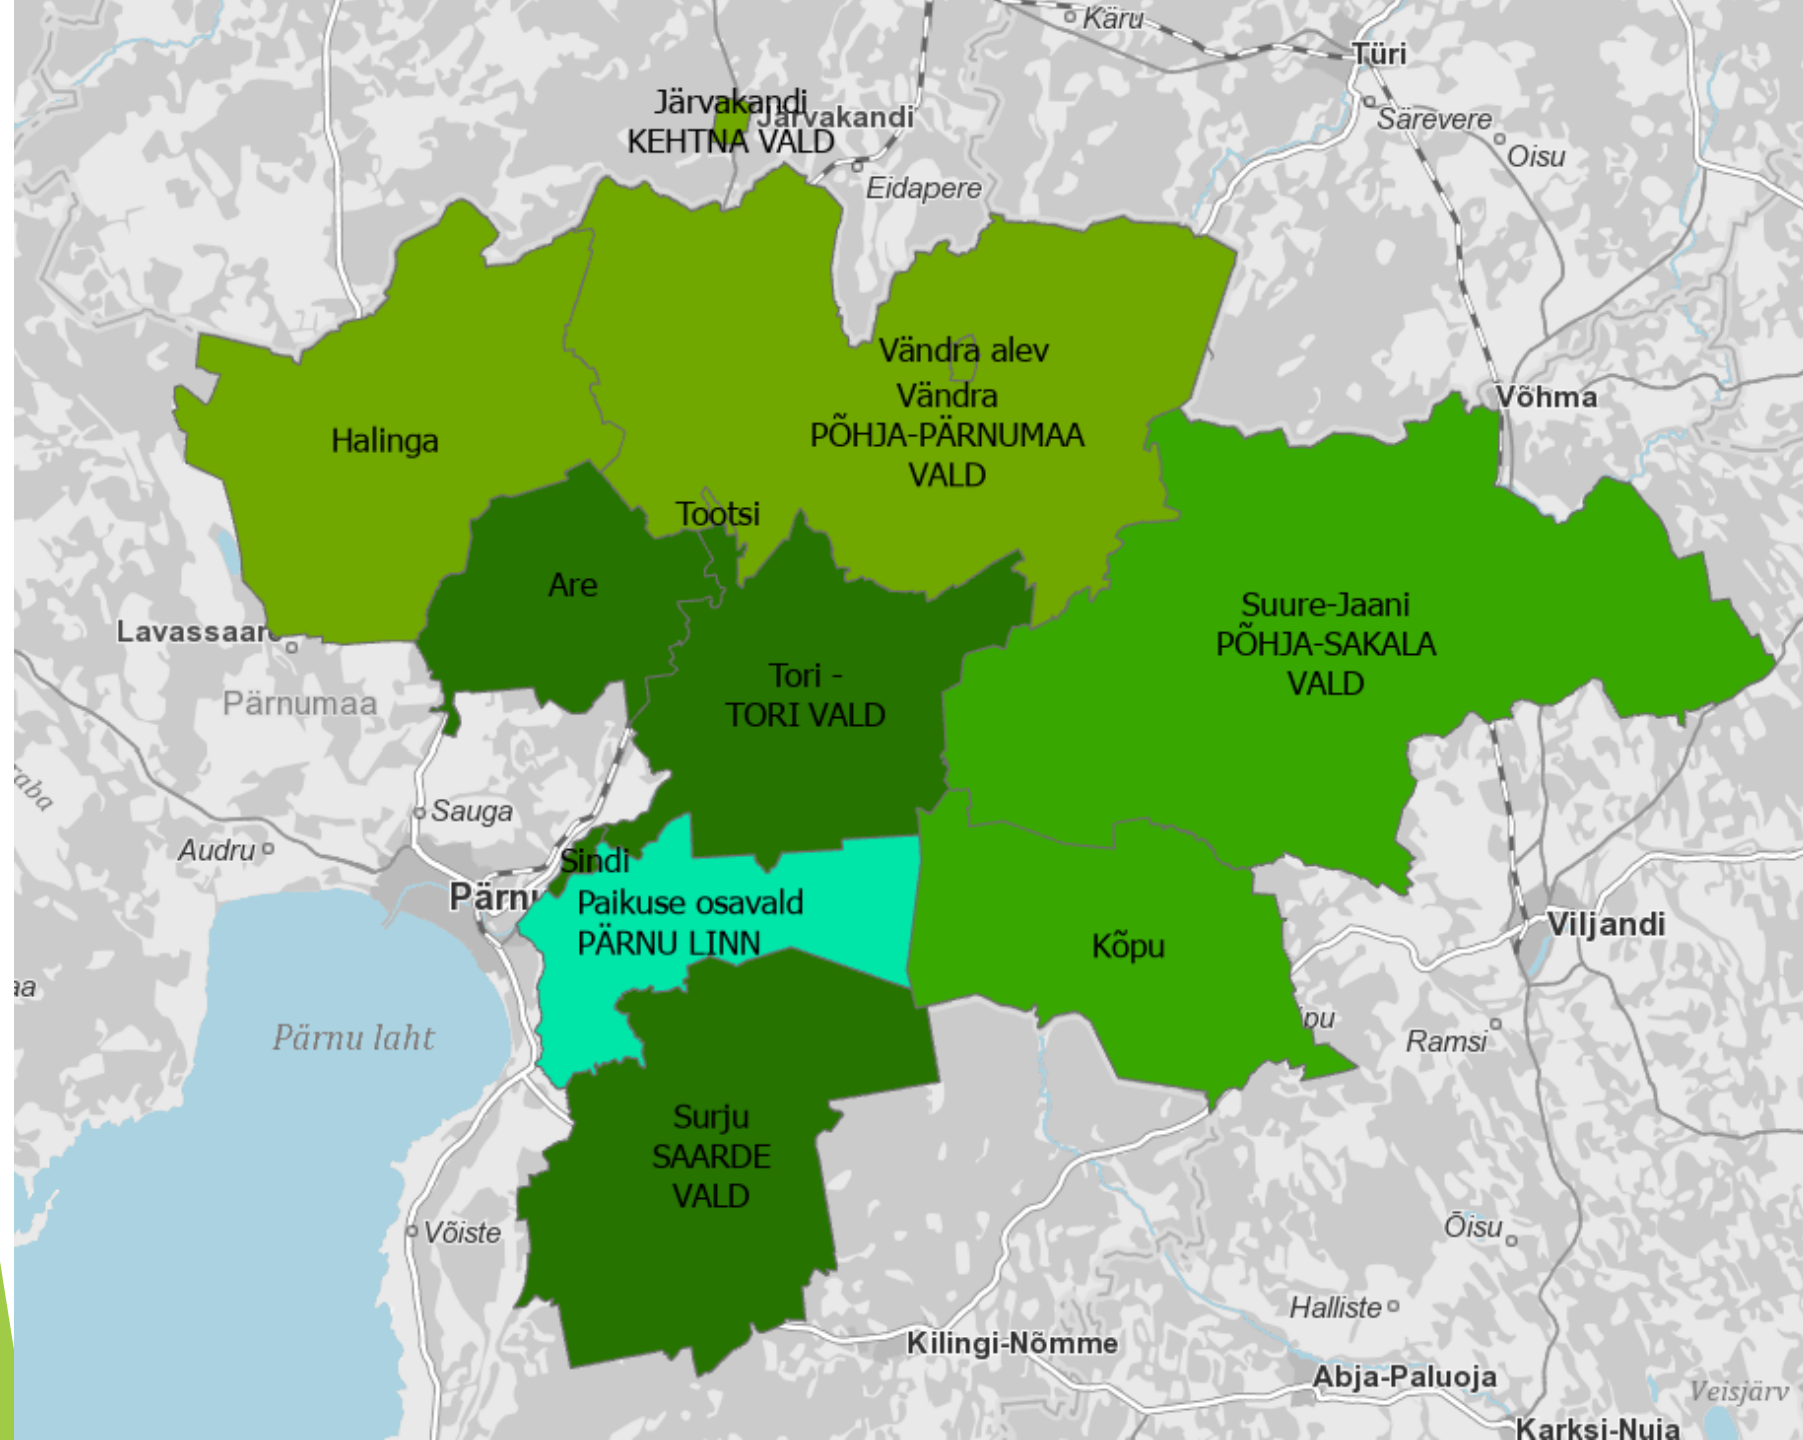 Käru
Türi
Järvakandi
KEHTNA VALD
Järvakandi
Särevere
Oisu
Eidapere
Vändra alev
Vändra
PÕHJA-PÄRNUMAA
VALD
Võhma
Halinga
Tootsi
Are
Suure-Jaani
PÕHJA-SAKALA
VALD
Lavassaare
Pärnumaa
Tori -
TORI VALD
Sauga
Audru
Sindi
Pärnu
Paikuse osavald
PÄRNU LINN
Kõpu
Viljandi
Pärnu laht
Ramsi
Surju
SAARDE
VALD
Võiste
Õisu
Halliste
Kilingi-Nõmme
Abja-Paluoja
Veisjärv
Karksi-Nuia